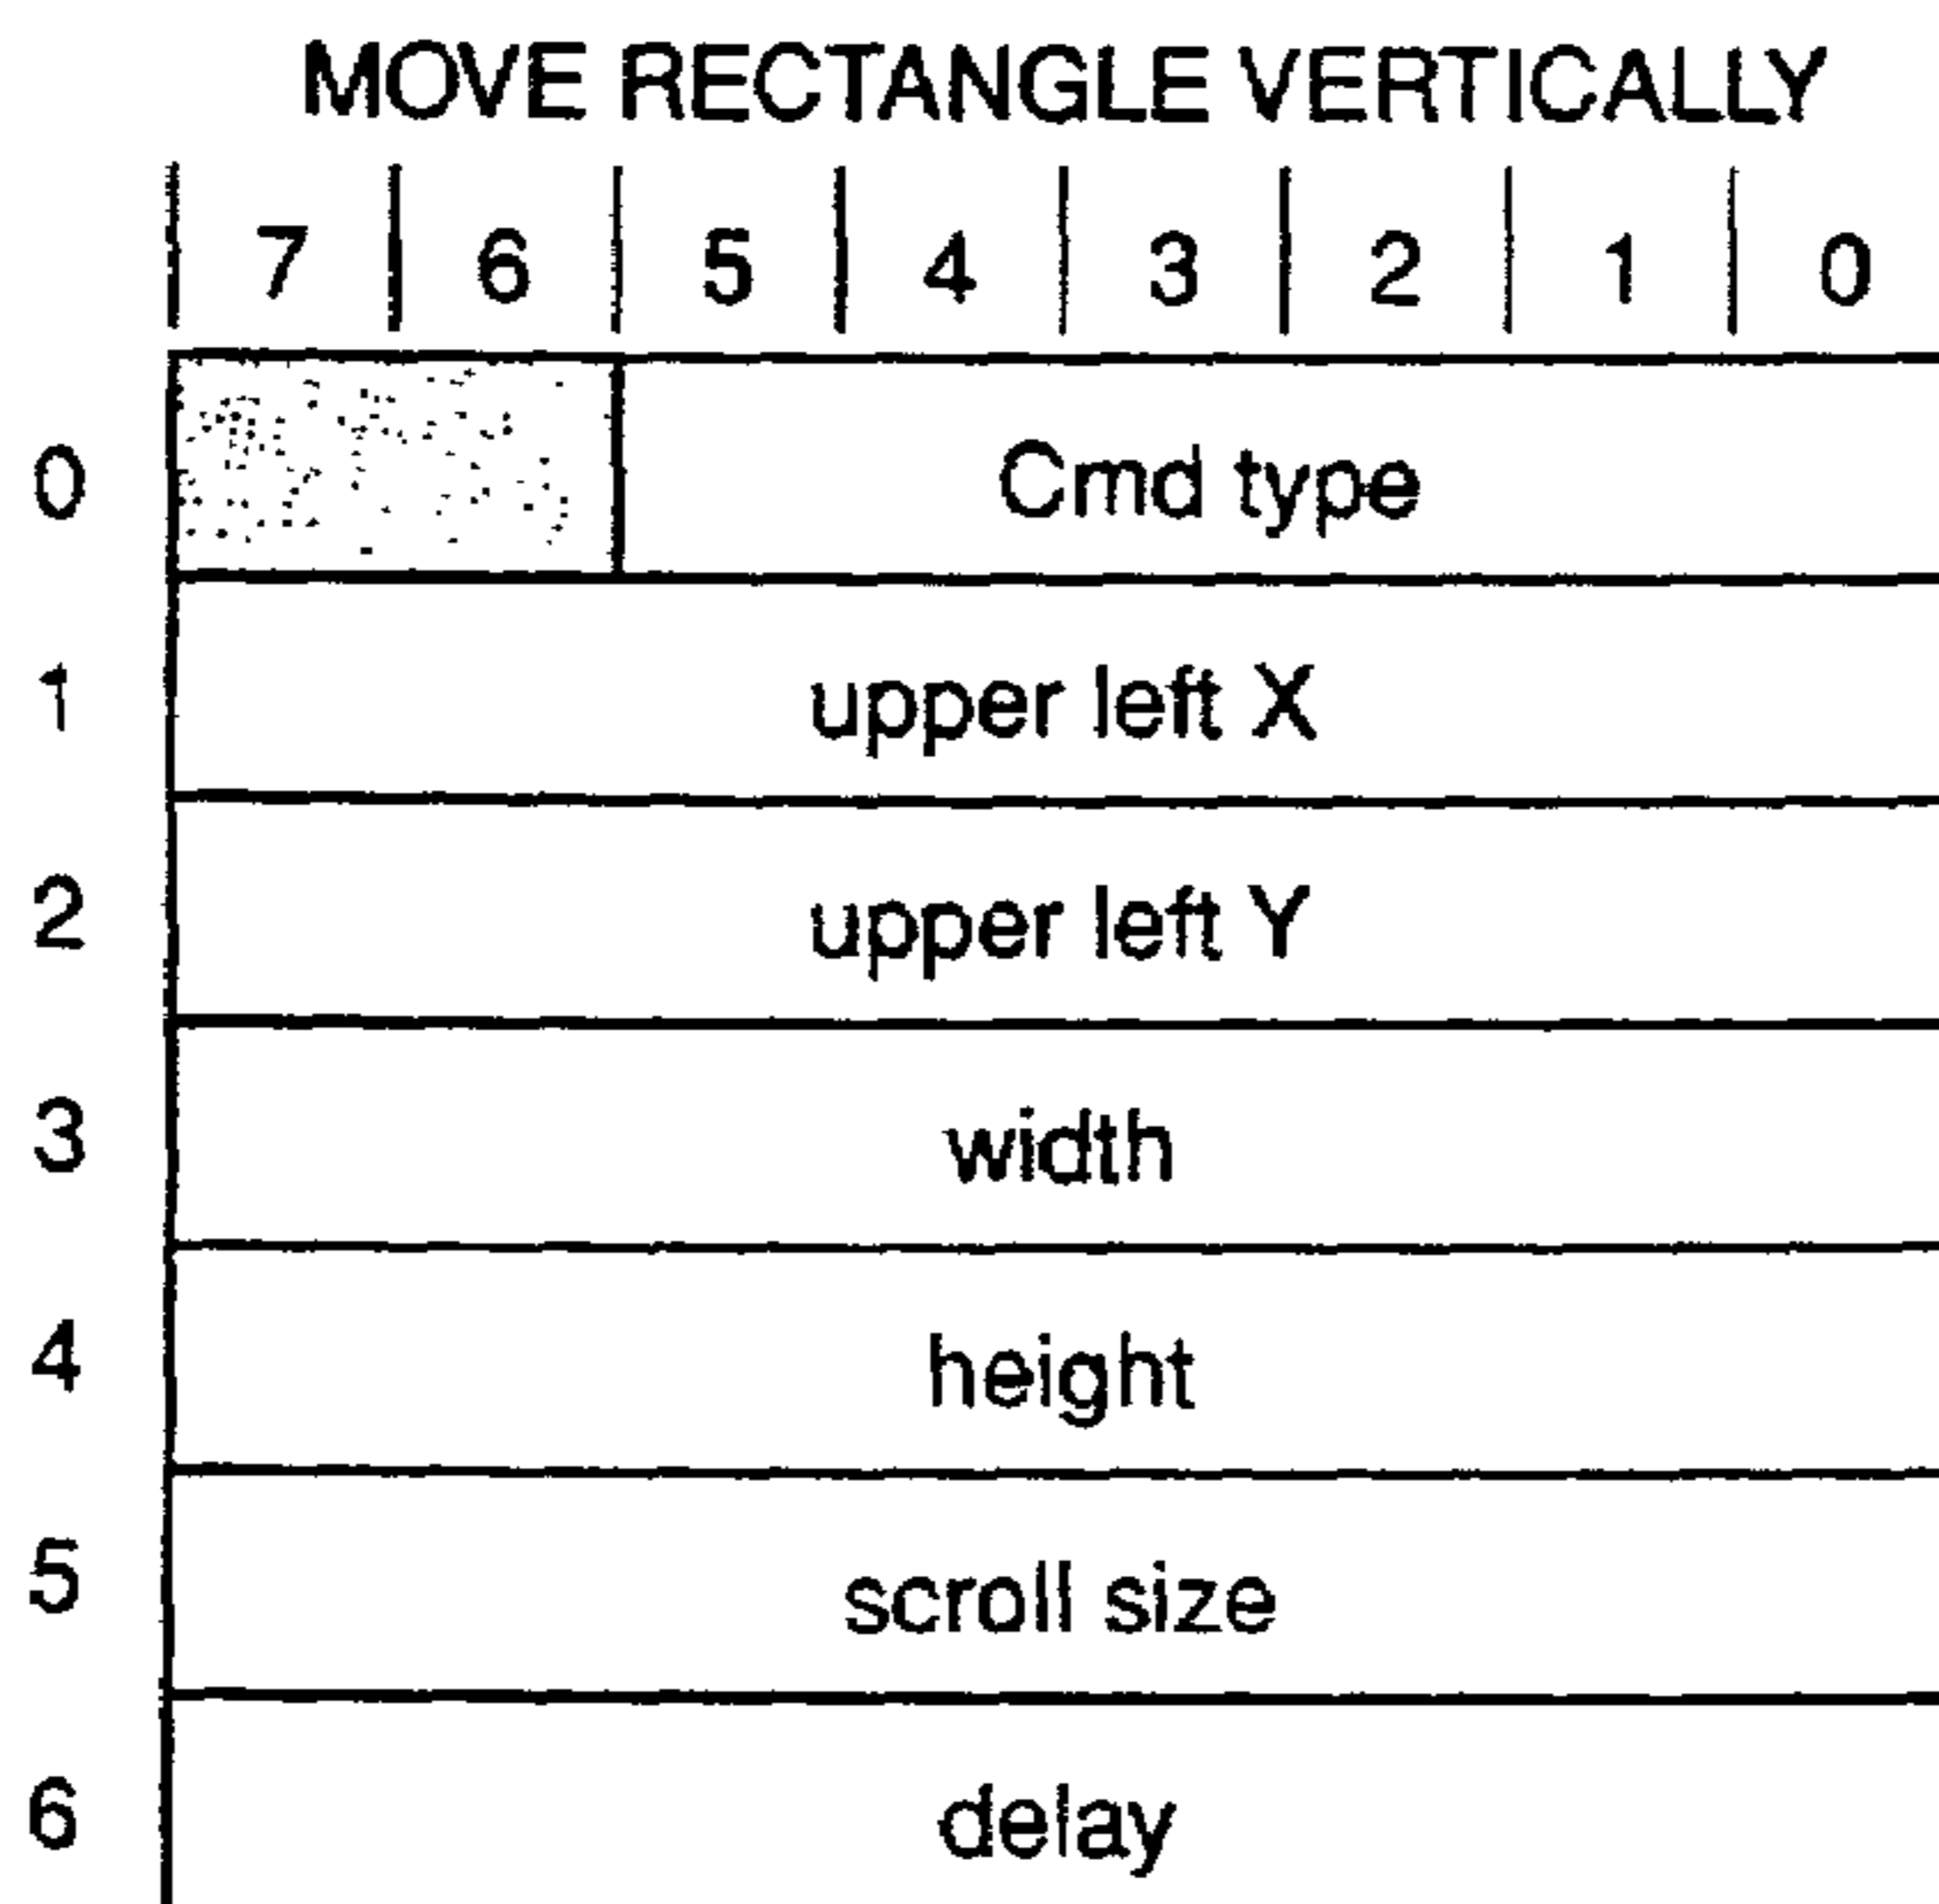 MOVE RECTANGLE VERTICALLY
7 6 5 4 3 2 1 0
0 Cmd type
1 upper left X
2 upper left Y
3 width
4 height
5 scroll size
6 delay